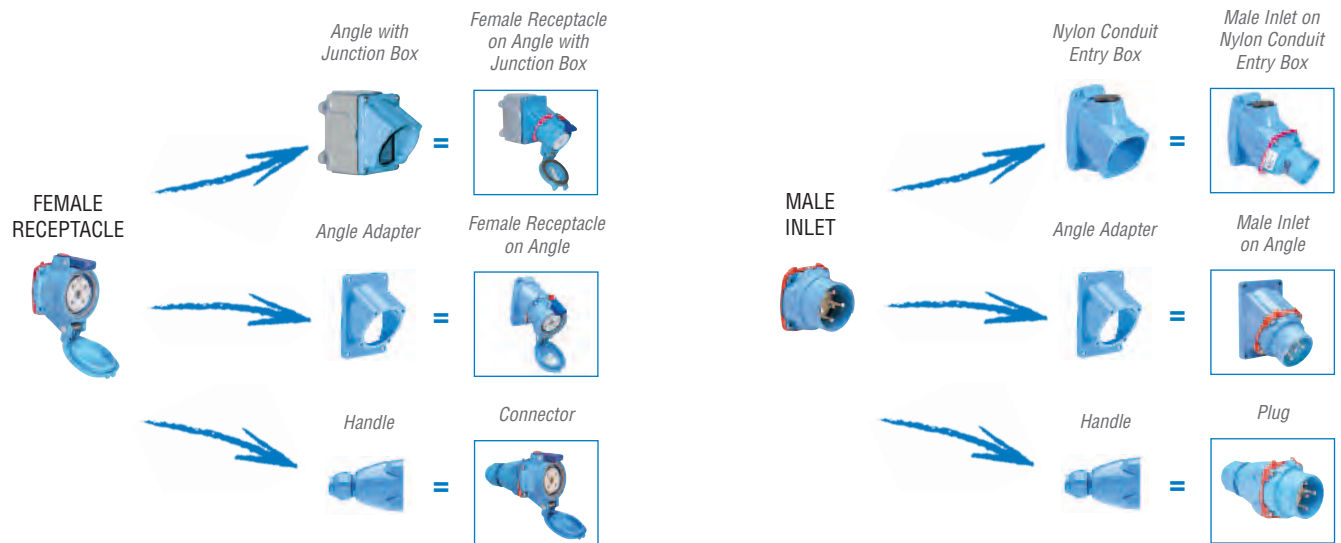 Angle with
Junction Box
Female Receptacle
on Angle with
Junction Box
=
FEMALE
RECEPTACLE
Angle Adapter
Female Receptacle
on Angle
=
Handle
Connector
=
Nylon Conduit
Entry Box
Male Inlet on
Nylon Conduit
Entry Box
=
MALE
INLET
Angle Adapter
Male Inlet
on Angle
=
Handle
Plug
=